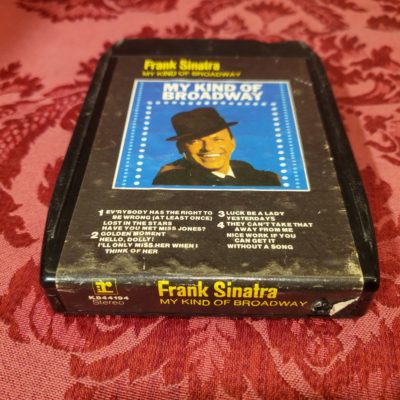 Frank Sinatra
MY KIND OF BROADWAY
MY KIND OF
BROADWAY
1 EV'RYBODY HAS THE RIGHT TO
BE WRONG (AT LEAST ONCE)
LOST IN THE STARS
HAVE YOU MET MISS JONES?
2 GOLDEN MOMENT
HELLO, DOLLY!
I'LL ONLY MISS HER WHEN I
THINK OF HER
3 LUCK BE A LADY
YESTERDAYS
4 THEY CAN'T TAKE THAT
AWAY FROM ME
NICE WORK IF YOU
CAN GET IT
WITHOUT A SONG
r
K844194
Stereo
Frank Sinatra
MY KIND OF BROADWAY